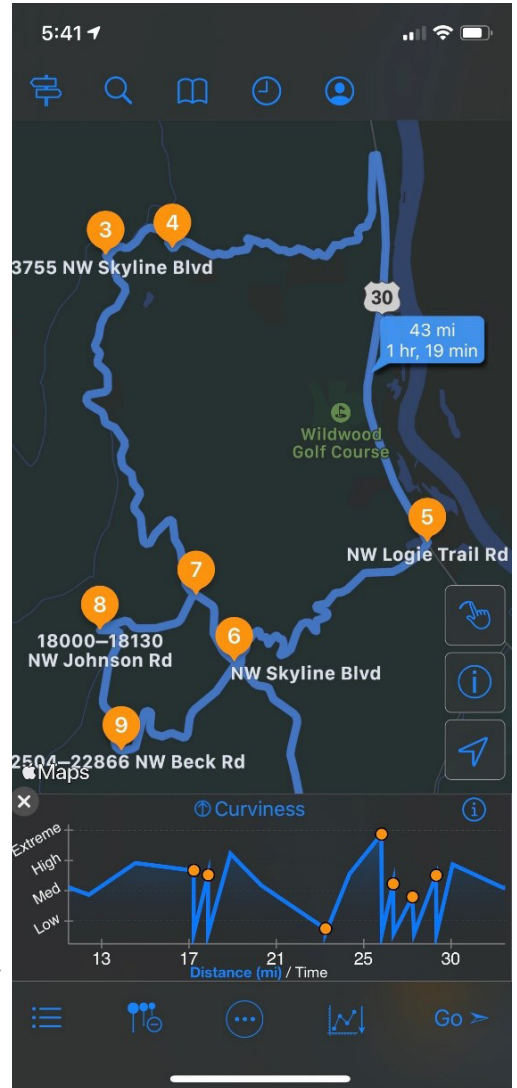 5:41
3
4
3755 NW Skyline Blvd
30
43 mi
1 hr, 19 min
Wildwood
Golf Course
5
NW Logie Trail Rd
7
8
18000–18130
NW Johnson Rd
6
NW Skyline Blvd
9
2504–22866 NW Beck Rd
Maps
Curviness
Extreme
High
Med
Low
13 17 21 25 30
Distance (mi) / Time
Go